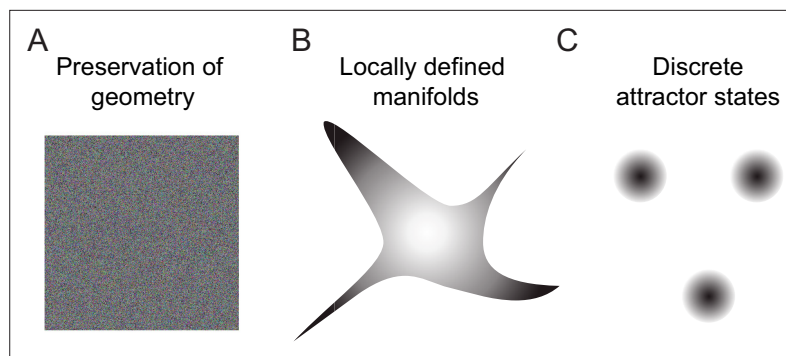 A
Preservation of
geometry
B
Locally defined
manifolds
C
Discrete
attractor states